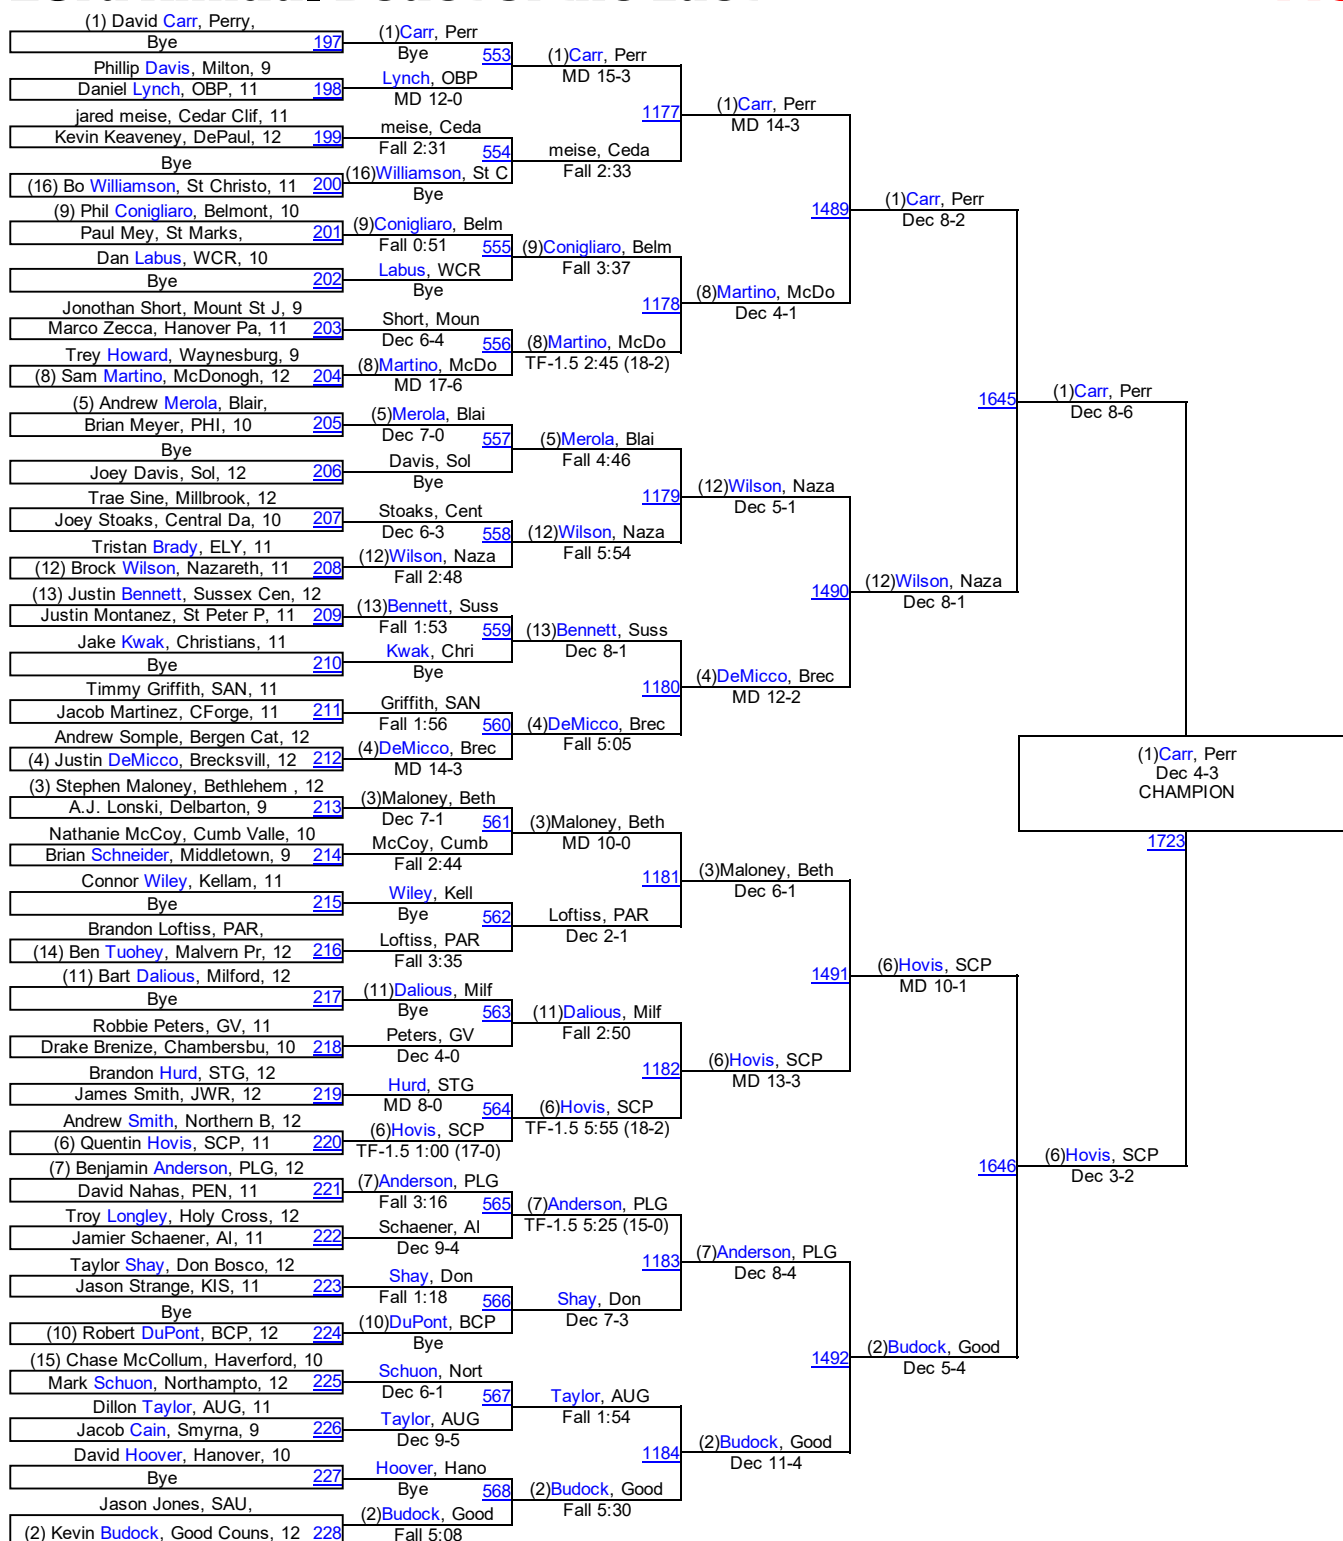 (1) David Carr, Perry,
Bye 197
Phillip Davis, Milton, 9
Daniel Lynch, OBP, 11 198
jared meise, Cedar Clif, 11
Kevin Keaveney, DePaul, 12 199
Bye
(16) Bo Williamson, St Christo, 11 200
(9) Phil Conigliaro, Belmont, 10
Paul Mey, St Marks, 201
Dan Labus, WCR, 10
Bye 202
Jonothan Short, Mount St J, 9
Marco Zecca, Hanover Pa, 11 203
Trey Howard, Waynesburg, 9
(8) Sam Martino, McDonogh, 12 204
(5) Andrew Merola, Blair,
Brian Meyer, PHI, 10 205
Bye
Joey Davis, Sol, 12 206
Trae Sine, Millbrook, 12
Joey Stoaks, Central Da, 10 207
Tristan Brady, ELY, 11
(12) Brock Wilson, Nazareth, 11 208
(13) Justin Bennett, Sussex Cen, 12
Justin Montanez, St Peter P, 11 209
Jake Kwak, Christians, 11
Bye 210
Timmy Griffith, SAN, 11
Jacob Martinez, CForge, 11 211
Andrew Somple, Bergen Cat, 12
(4) Justin DeMicco, Brecksvill, 12 212
(3) Stephen Maloney, Bethlehem , 12
A.J. Lonski, Delbarton, 9 213
Nathanie McCoy, Cumb Valle, 10
Brian Schneider, Middletown, 9 214
Connor Wiley, Kellam, 11
Bye 215
Brandon Loftiss, PAR,
(14) Ben Tuohey, Malvern Pr, 12 216
(11) Bart Dalious, Milford, 12
Bye 217
Robbie Peters, GV, 11
Drake Brenize, Chambersbu, 10 218
Brandon Hurd, STG, 12
James Smith, JWR, 12 219
Andrew Smith, Northern B, 12
(6) Quentin Hovis, SCP, 11 220
(7) Benjamin Anderson, PLG, 12
David Nahas, PEN, 11 221
Troy Longley, Holy Cross, 12
Jamier Schaener, Al, 11 222
Taylor Shay, Don Bosco, 12
Jason Strange, KIS, 11 223
Bye
(10) Robert DuPont, BCP, 12 224
(15) Chase McCollum, Haverford, 10
Mark Schuon, Northampto, 12 225
Dillon Taylor, AUG, 11
Jacob Cain, Smyrna, 9 226
David Hoover, Hanover, 10
Bye 227
Jason Jones, SAU,
(2) Kevin Budock, Good Couns, 12 228
(1)Carr, Perr
Bye
553
Lynch, OBP
MD 12-0
meise, Ceda
Fall 2:31
554
(16)Williamson, St C
Bye
(9)Conigliaro, Belm
Fall 0:51
555
Labus, WCR
Bye
Short, Moun
Dec 6-4
556
(8)Martino, McDo
MD 17-6
(5)Merola, Blai
Dec 7-0
557
Davis, Sol
Bye
Stoaks, Cent
Dec 6-3
558
(12)Wilson, Naza
Fall 2:48
(13)Bennett, Suss
Fall 1:53
559
Kwak, Chri
Bye
Griffith, SAN
Fall 1:56
560
(4)DeMicco, Brec
MD 14-3
(3)Maloney, Beth
Dec 7-1
561
McCoy, Cumb
Fall 2:44
Wiley, Kell
Bye
562
Loftiss, PAR
Fall 3:35
(11)Dalious, Milf
Bye
563
Peters, GV
Dec 4-0
Hurd, STG
MD 8-0
564
(6)Hovis, SCP
TF-1.5 1:00 (17-0)
(7)Anderson, PLG
Fall 3:16
565
Schaener, Al
Dec 9-4
Shay, Don
Fall 1:18
566
(10)DuPont, BCP
Bye
Schuon, Nort
Dec 6-1
567
Taylor, AUG
Dec 9-5
Hoover, Hano
Bye
568
(2)Budock, Good
Fall 5:08
(1)Carr, Perr
MD 15-3
1177
meise, Ceda
Fall 2:33
(9)Conigliaro, Belm
Fall 3:37
1178
(8)Martino, McDo
TF-1.5 2:45 (18-2)
(5)Merola, Blai
Fall 4:46
1179
(12)Wilson, Naza
Fall 5:54
(13)Bennett, Suss
Dec 8-1
1180
(4)DeMicco, Brec
Fall 5:05
(3)Maloney, Beth
MD 10-0
1181
Loftiss, PAR
Dec 2-1
(11)Dalious, Milf
Fall 2:50
1182
(6)Hovis, SCP
TF-1.5 5:55 (18-2)
(7)Anderson, PLG
TF-1.5 5:25 (15-0)
1183
Shay, Don
Dec 7-3
Taylor, AUG
Fall 1:54
1184
(2)Budock, Good
Fall 5:30
(1)Carr, Perr
MD 14-3
1489
(8)Martino, McDo
Dec 4-1
(12)Wilson, Naza
Dec 5-1
1490
(4)DeMicco, Brec
MD 12-2
(3)Maloney, Beth
Dec 6-1
1491
(6)Hovis, SCP
MD 13-3
(7)Anderson, PLG
Dec 8-4
1492
(2)Budock, Good
Dec 11-4
(1)Carr, Perr
Dec 8-2
1645
(12)Wilson, Naza
Dec 8-1
(6)Hovis, SCP
MD 10-1
1646
(2)Budock, Good
Dec 5-4
(1)Carr, Perr
Dec 8-6
(1)Carr, Perr
Dec 4-3
CHAMPION
1723
(6)Hovis, SCP
Dec 3-2